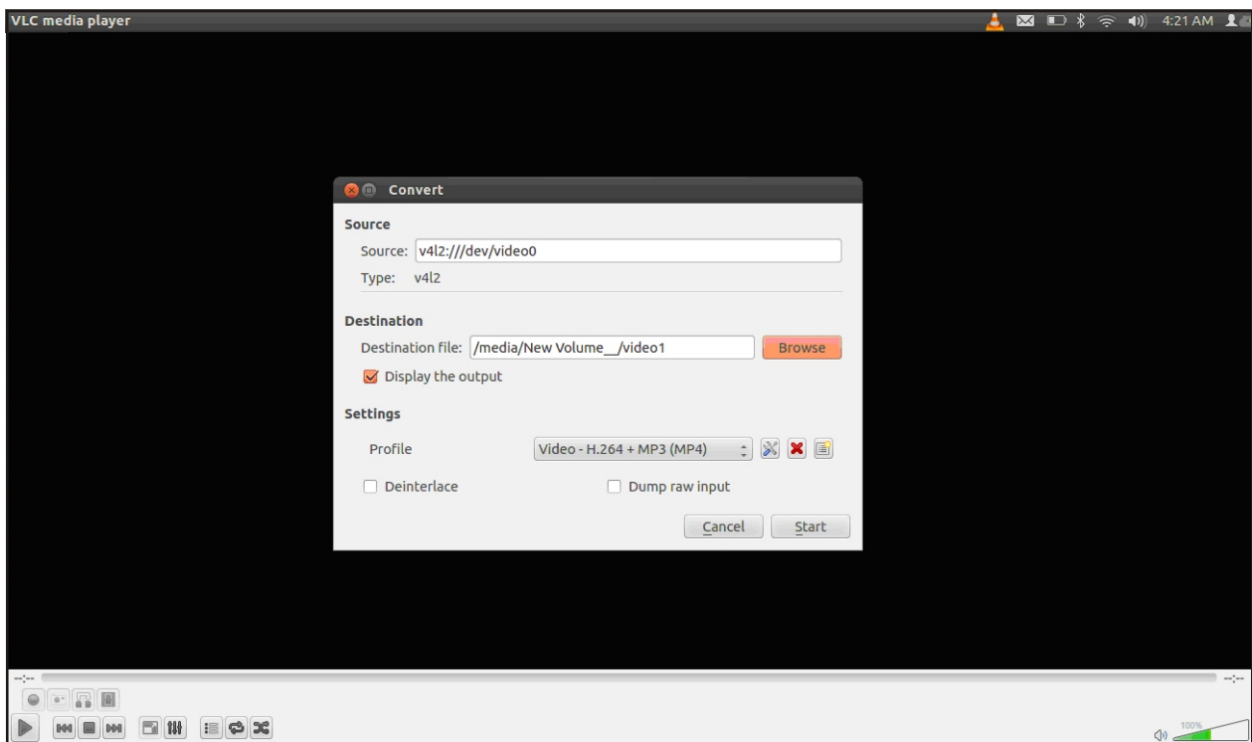 VLC media player
4:21 AM
Convert
Source
Source: v4l2:///dev/video0
Type: v4l2
Destination
Destination file: /media/New Volume__/video1
Browse
Display the output
Settings
Profile
Video - H.264 + MP3 (MP4)
Deinterlace
Dump raw input
Cancel
Start
--:--
--:--
100%